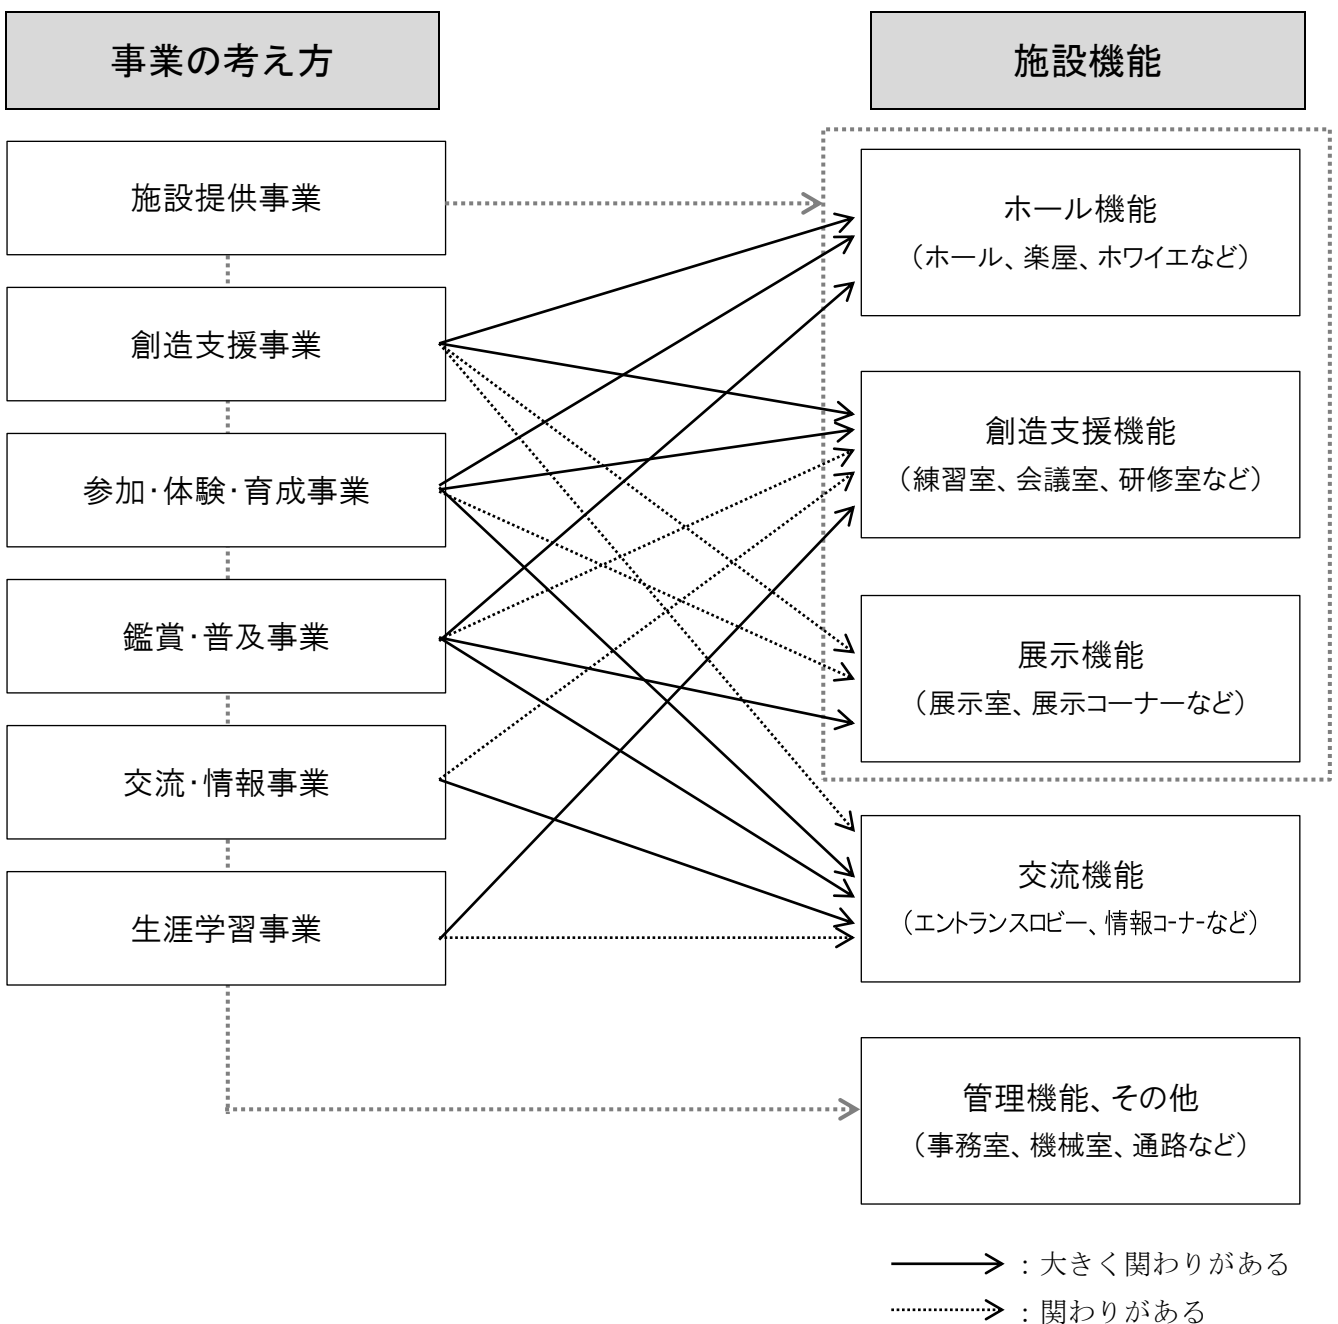 事業の考え方
施設機能
施設提供事業
創造支援事業
参加・体験・育成事業
鑑賞・普及事業
交流・情報事業
生涯学習事業
ホール機能
（ホール、楽屋、ホワイエなど）
創造支援機能
（練習室、会議室、研修室など）
展示機能
（展示室、展示コーナーなど）
交流機能
（エントランスロビー、情報コーナーなど）
管理機能、その他
（事務室、機械室、通路など）
：大きく関わりがある
：関わりがある